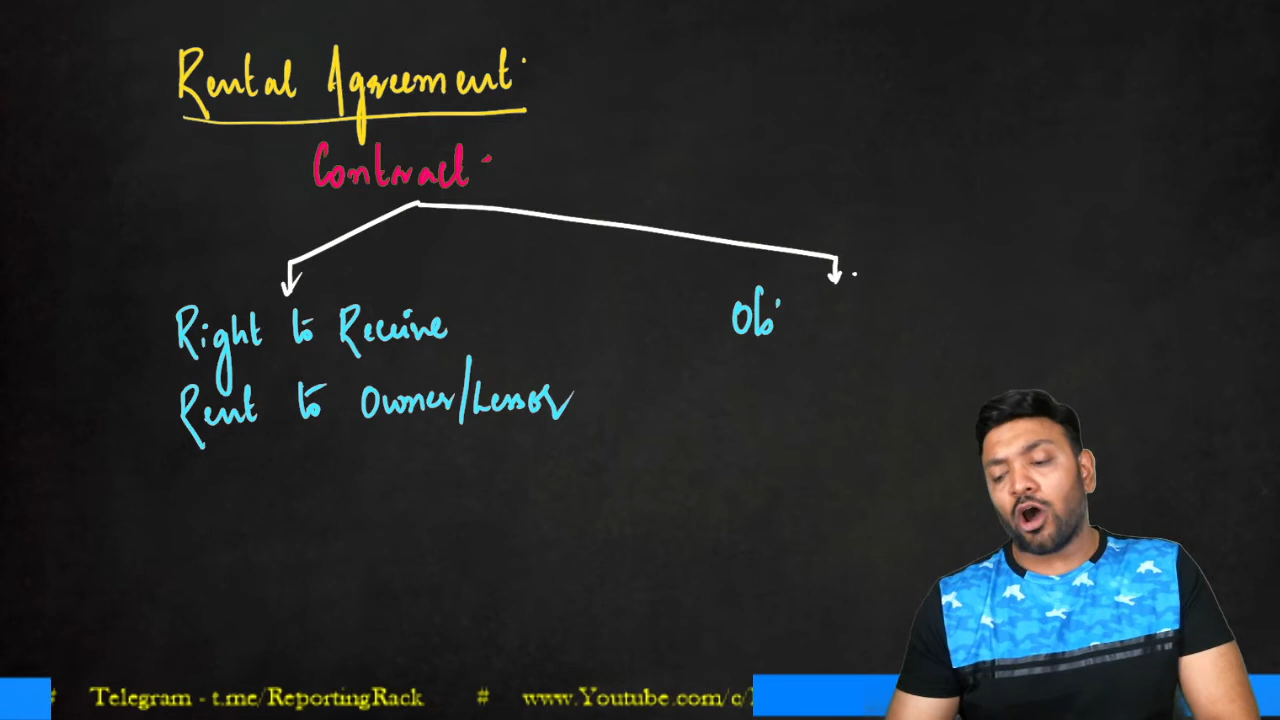 Rental Agreement
Contract
Right to Receive
Rent to Owner/Lessor
Ob
# Telegram - t.me/ReportingRack # www.Youtube.com/c/